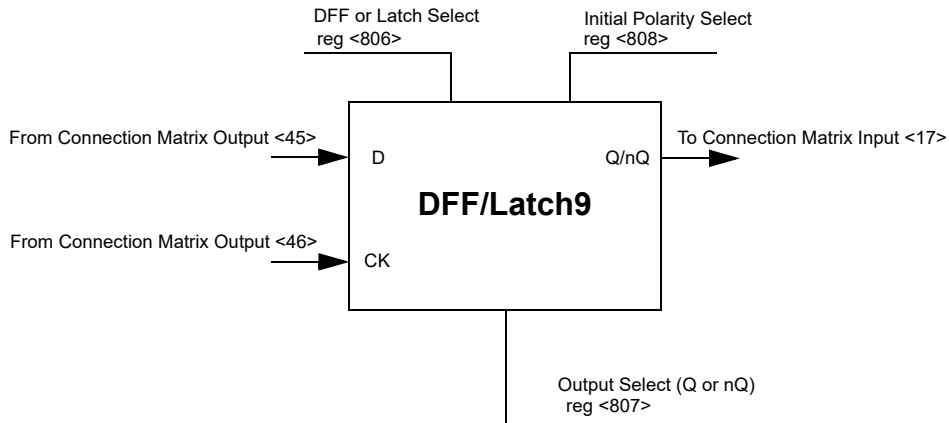 DFF or Latch Select
reg <806>
Initial Polarity Select
reg <808>
From Connection Matrix Output <45>
D
Q/nQ
To Connection Matrix Input <17>
DFF/Latch9
From Connection Matrix Output <46>
CK
Output Select (Q or nQ)
reg <807>